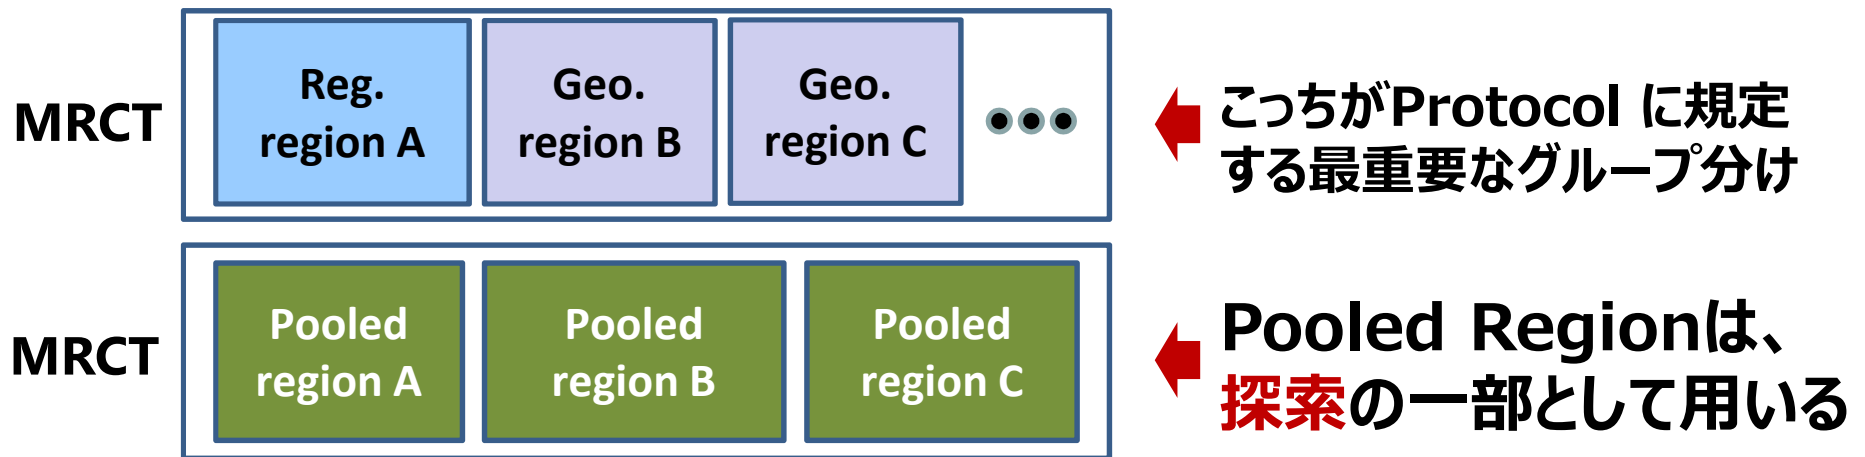 MRCT
Reg.
region A
Geo.
region B
Geo.
region C
こっちがProtocol に規定
する最重要なグループ分け
MRCT
Pooled
region A
Pooled
region B
Pooled
region C
Pooled Regionは、
探索の一部として用いる